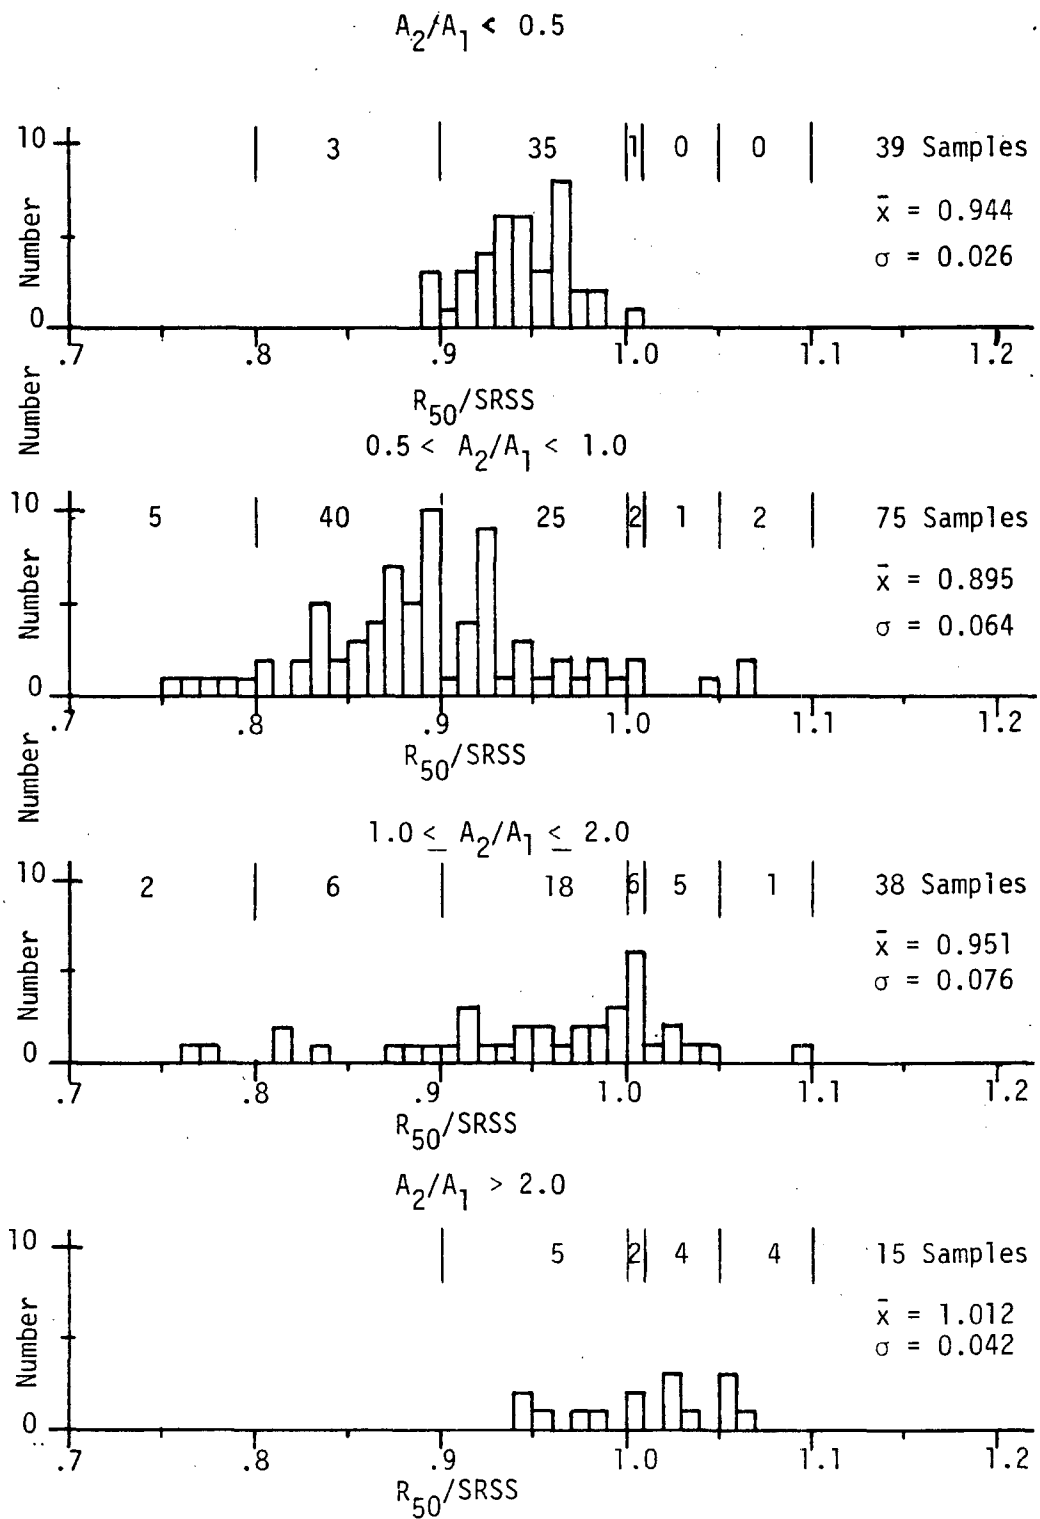 A2/A1 < 0.5
10 3 35 1 0 0 39 Samples
x̄ = 0.944
σ = 0.026
Number
0
.7 .8 .9 1.0 1.1 1.2
R50/SRSS
Number
0.5 < A2/A1 < 1.0
10 5 40 25 2 1 2 75 Samples
x̄ = 0.895
σ = 0.064
Number
0
.7 .8 .9 1.0 1.1 1.2
R50/SRSS
Number
1.0 ≤ A2/A1 ≤ 2.0
10 2 6 18 6 5 1 38 Samples
x̄ = 0.951
σ = 0.076
Number
0
.7 .8 .9 1.0 1.1 1.2
R50/SRSS
A2/A1 > 2.0
10 5 2 4 4 15 Samples
x̄ = 1.012
σ = 0.042
Number
0
.7 .8 .9 1.0 1.1 1.2
R50/SRSS